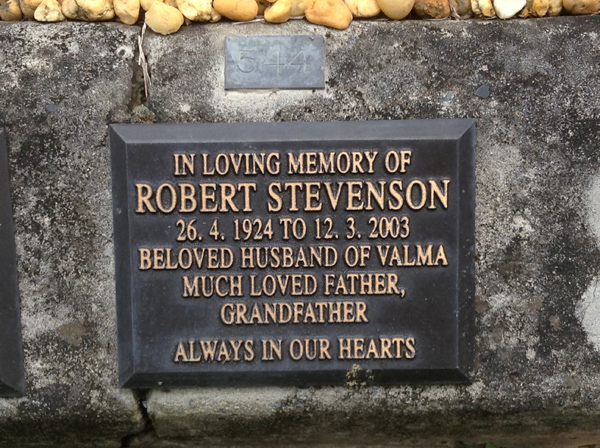 544
IN LOVING MEMORY OF
ROBERT STEVENSON
26. 4. 1924 TO 12. 3. 2003
BELOVED HUSBAND OF VALMA
MUCH LOVED FATHER,
GRANDFATHER
ALWAYS IN OUR HEARTS